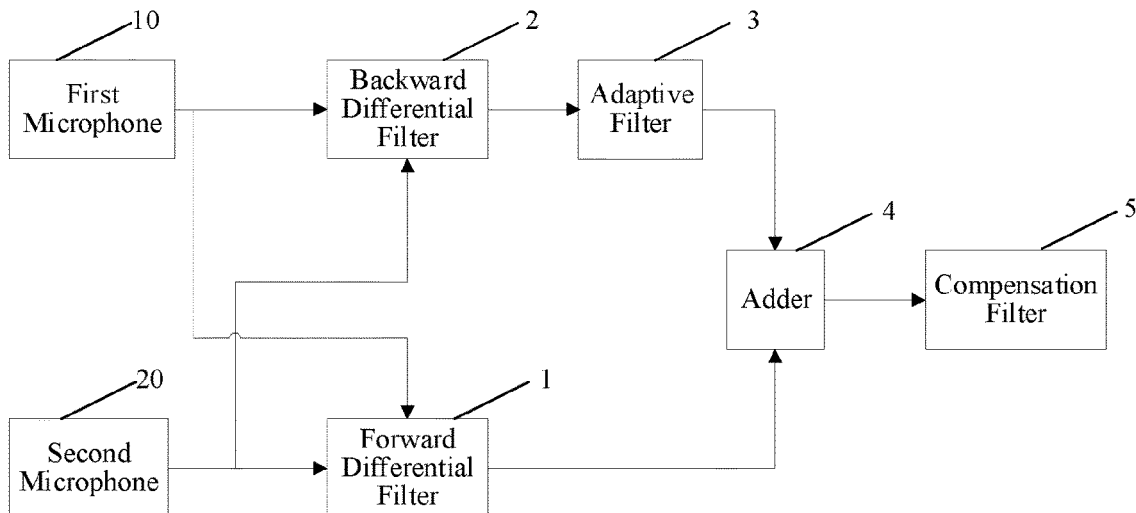 10
2
3
First
Microphone
Backward
Differential
Filter
Adaptive
Filter
4
5
Adder
Compensation
Filter
20
1
Second
Microphone
Forward
Differential
Filter